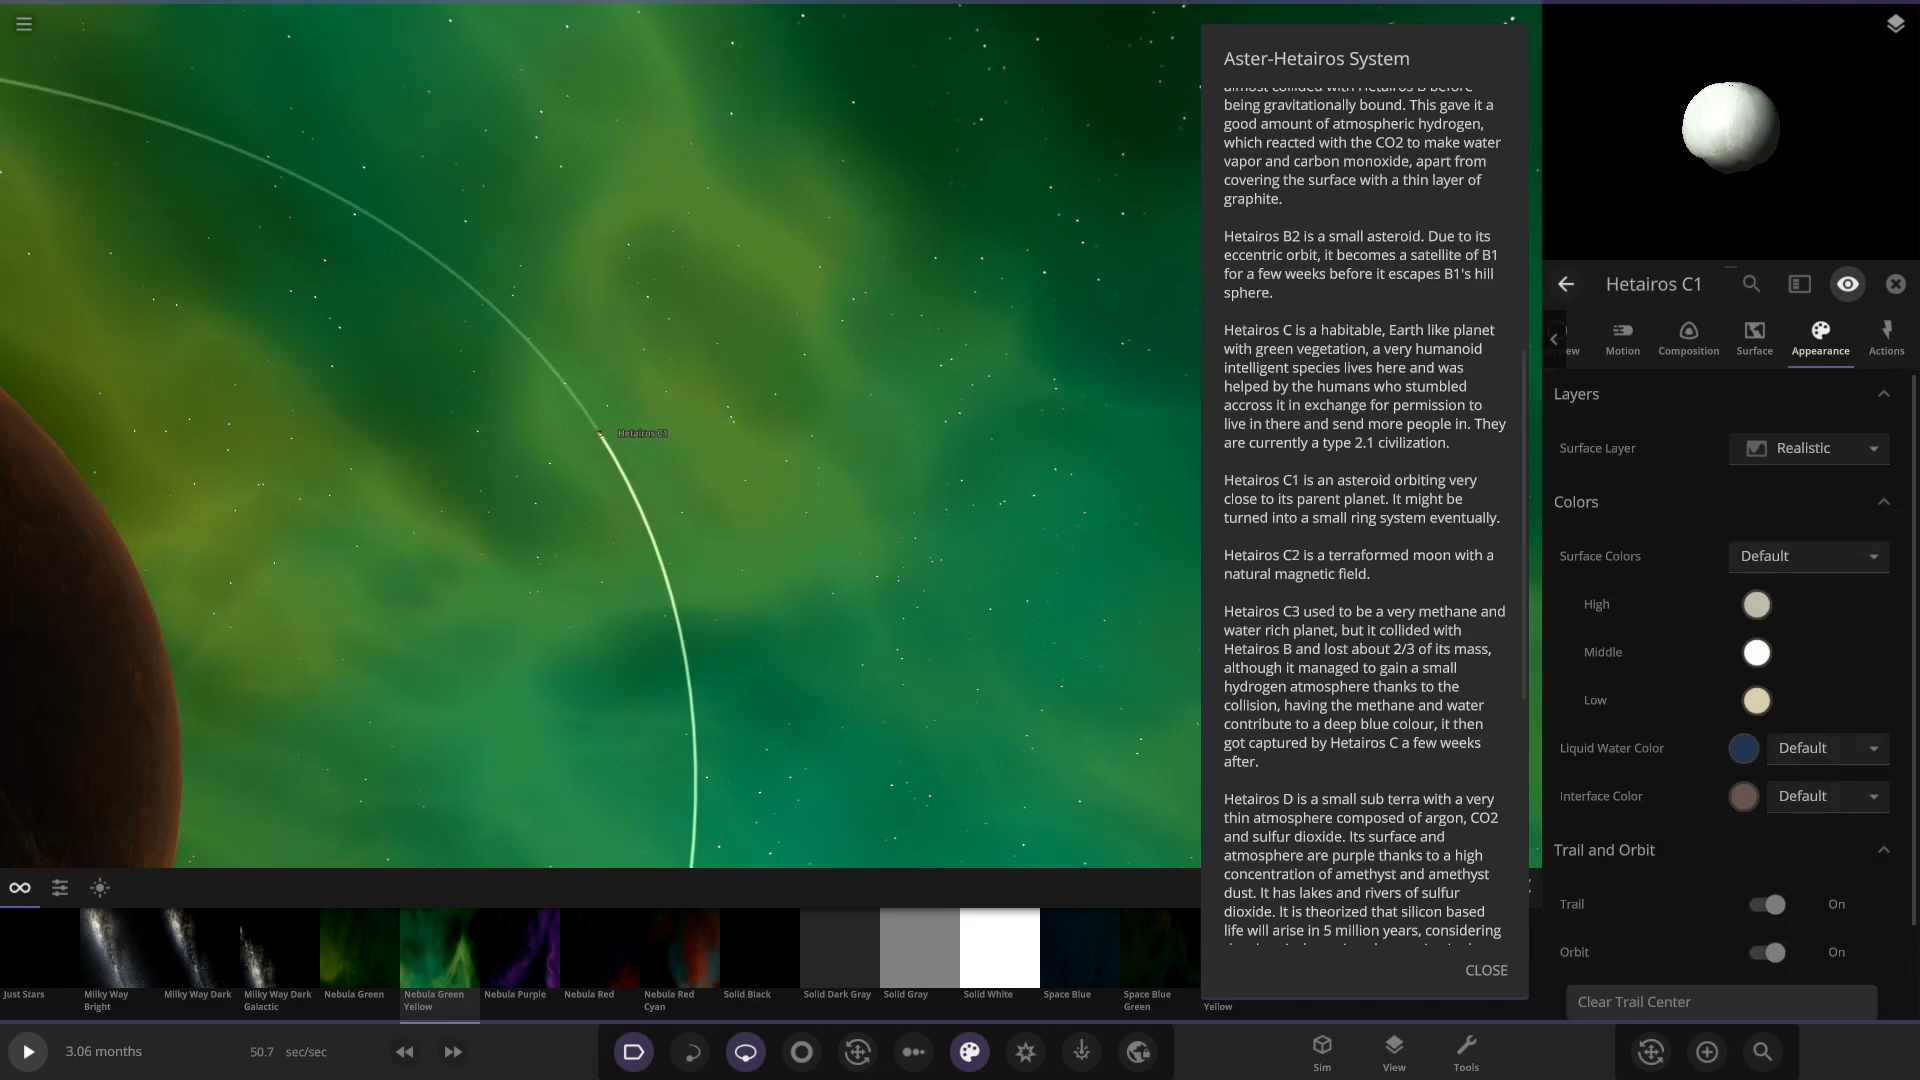 Aster-Hetairos System
almost collided with Hetairos B before
being gravitationally bound. This gave it a
good amount of atmospheric hydrogen,
which reacted with the CO2 to make water
vapor and carbon monoxide, apart from
covering the surface with a thin layer of
graphite.
Hetairos B2 is a small asteroid. Due to its
eccentric orbit, it becomes a satellite of B1
for a few weeks before it escapes B1's hill
sphere.
Hetairos C is a habitable, Earth like planet
with green vegetation, a very humanoid
intelligent species lives here and was
helped by the humans who stumbled
accross it in exchange for permission to
live in there and send more people in. They
are currently a type 2.1 civilization.
Hetairos C1 is an asteroid orbiting very
close to its parent planet. It might be
turned into a small ring system eventually.
Hetairos C2 is a terraformed moon with a
natural magnetic field.
Hetairos C3 used to be a very methane and
water rich planet, but it collided with
Hetairos B and lost about 2/3 of its mass,
although it managed to gain a small
hydrogen atmosphere thanks to the
collision, having the methane and water
contribute to a deep blue colour, it then
got captured by Hetairos C a few weeks
after.
Hetairos D is a small sub terra with a very
thin atmosphere composed of argon, CO2
and sulfur dioxide. Its surface and
atmosphere are purple thanks to a high
concentration of amethyst and amethyst
dust. It has lakes and rivers of sulfur
dioxide. It is theorized that silicon based
life will arise in 5 million years, considering
CLOSE
Hetairos C1
Hetairos C1
Motion
Composition
Surface
Appearance
Actions
Layers
Surface Layer
Realistic
Colors
Surface Colors
Default
High
Middle
Low
Liquid Water Color
Default
Interface Color
Default
Trail and Orbit
Trail
On
Orbit
On
Clear Trail Center
Just Stars
Milky Way
Bright
Milky Way Dark
Milky Way Dark
Galactic
Nebula Green
Nebula Green
Yellow
Nebula Purple
Nebula Red
Nebula Red
Cyan
Solid Black
Solid Dark Gray
Solid Gray
Solid White
Space Blue
Space Blue
Green
Yellow
3.06 months
50.7 sec/sec
Sim
View
Tools